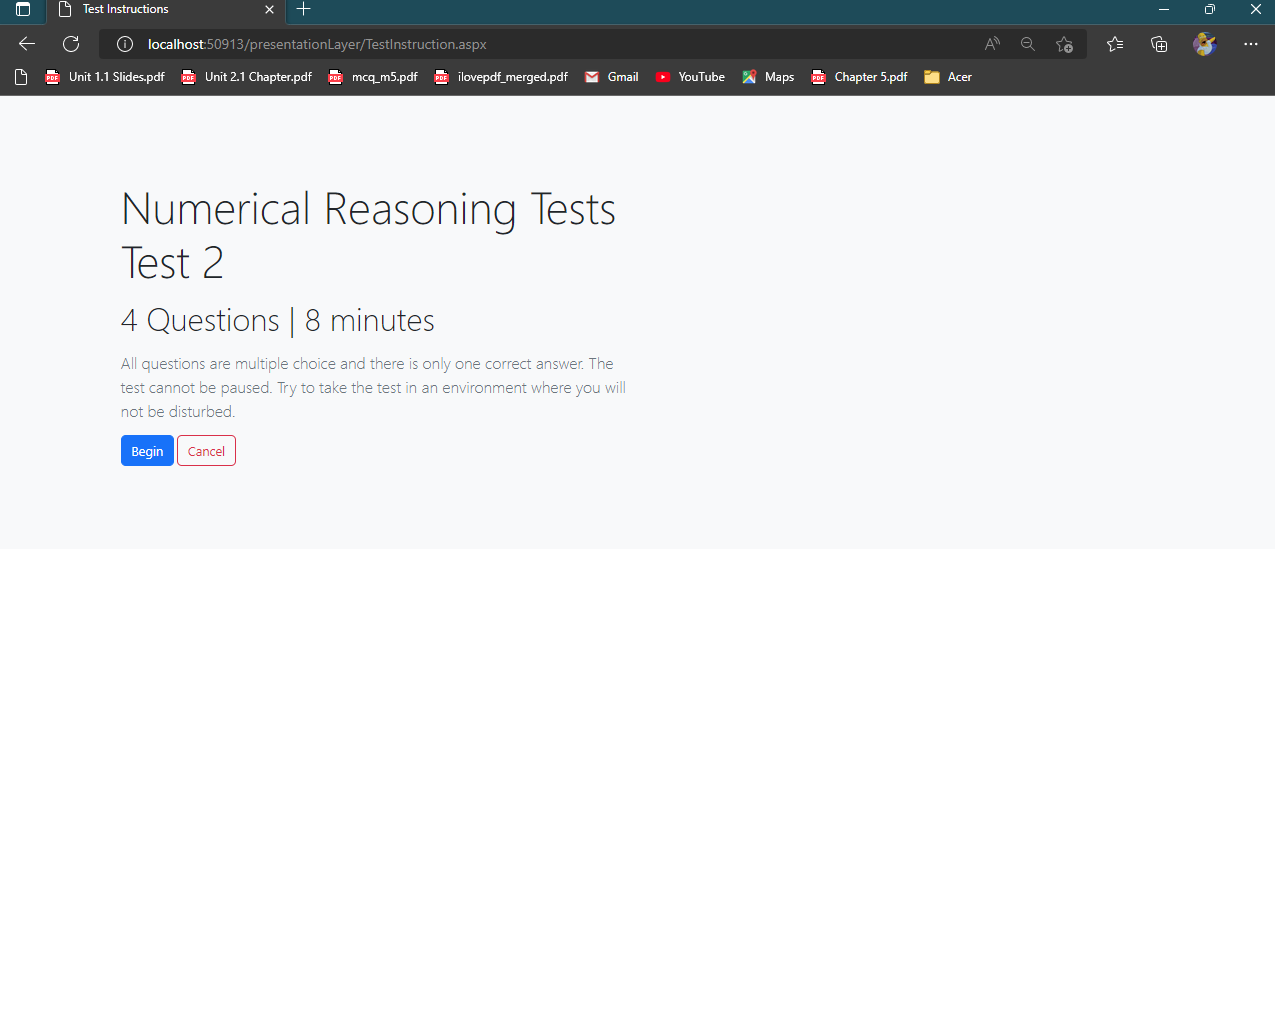 Test Instructions
localhost:50913/presentationLayer/TestInstruction.aspx
Unit 1.1 Slides.pdf Unit 2.1 Chapter.pdf mcq_m5.pdf ilovepdf_merged.pdf Gmail YouTube Maps Chapter 5.pdf Acer
Numerical Reasoning Tests
Test 2
4 Questions | 8 minutes
All questions are multiple choice and there is only one correct answer. The
test cannot be paused. Try to take the test in an environment where you will
not be disturbed.
Begin Cancel